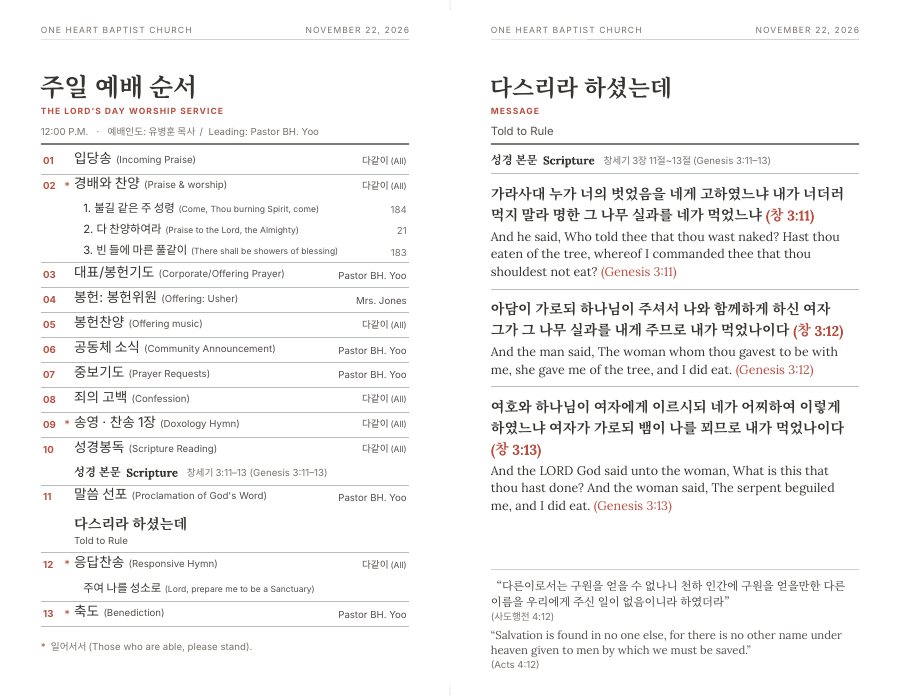 ONE HEART BAPTIST CHURCH NOVEMBER 22, 2026
주일 예배 순서
THE LORD'S DAY WORSHIP SERVICE
12:00 P.M. · 예배인도: 유병훈 목사 / Leading: Pastor BH. Yoo
01 입당송 (Incoming Praise) 다같이 (All)
02 * 경배와 찬양 (Praise & worship) 다같이 (All)
1. 불길 같은 주 성령 (Come, Thou burning Spirit, come) 184
2. 다 찬양하여라 (Praise to the Lord, the Almighty) 21
3. 빈 들에 마른 풀같이 (There shall be showers of blessing) 183
03 대표/봉헌기도 (Corporate/Offering Prayer) Pastor BH. Yoo
04 봉헌: 봉헌위원 (Offering: Usher) Mrs. Jones
05 봉헌찬양 (Offering music) 다같이 (All)
06 공동체 소식 (Community Announcement) Pastor BH. Yoo
07 중보기도 (Prayer Requests) Pastor BH. Yoo
08 죄의 고백 (Confession) 다같이 (All)
09 * 송영 · 찬송 1장 (Doxology Hymn) 다같이 (All)
10 성경봉독 (Scripture Reading) 다같이 (All)
성경 본문 Scripture 창세기 3:11–13 (Genesis 3:11–13)
11 말씀 선포 (Proclamation of God's Word) Pastor BH. Yoo
다스리라 하셨는데
Told to Rule
12 * 응답찬송 (Responsive Hymn) 다같이 (All)
주여 나를 성소로 (Lord, prepare me to be a Sanctuary)
13 * 축도 (Benediction) Pastor BH. Yoo
* 일어서서 (Those who are able, please stand).
ONE HEART BAPTIST CHURCH NOVEMBER 22, 2026
다스리라 하셨는데
MESSAGE
Told to Rule
성경 본문 Scripture 창세기 3장 11절~13절 (Genesis 3:11–13)
가라사대 누가 너의 벗었음을 네게 고하였느냐 내가 너더러
먹지 말라 명한 그 나무 실과를 네가 먹었느냐 (창 3:11)
And he said, Who told thee that thou wast naked? Hast thou
eaten of the tree, whereof I commanded thee that thou
shouldest not eat? (Genesis 3:11)
아담이 가로되 하나님이 주셔서 나와 함께하게 하신 여자
그가 그 나무 실과를 내게 주므로 내가 먹었나이다 (창 3:12)
And the man said, The woman whom thou gavest to be with
me, she gave me of the tree, and I did eat. (Genesis 3:12)
여호와 하나님이 여자에게 이르시되 네가 어찌하여 이렇게
하였느냐 여자가 가로되 뱀이 나를 꾀므로 내가 먹었나이다
(창 3:13)
And the LORD God said unto the woman, What is this that
thou hast done? And the woman said, The serpent beguiled
me, and I did eat. (Genesis 3:13)
“다른이로서는 구원을 얻을 수 없나니 천하 인간에 구원을 얻을만한 다른
이름을 우리에게 주신 일이 없음이니라 하였더라”
(사도행전 4:12)
“Salvation is found in no one else, for there is no other name under
heaven given to men by which we must be saved.”
(Acts 4:12)